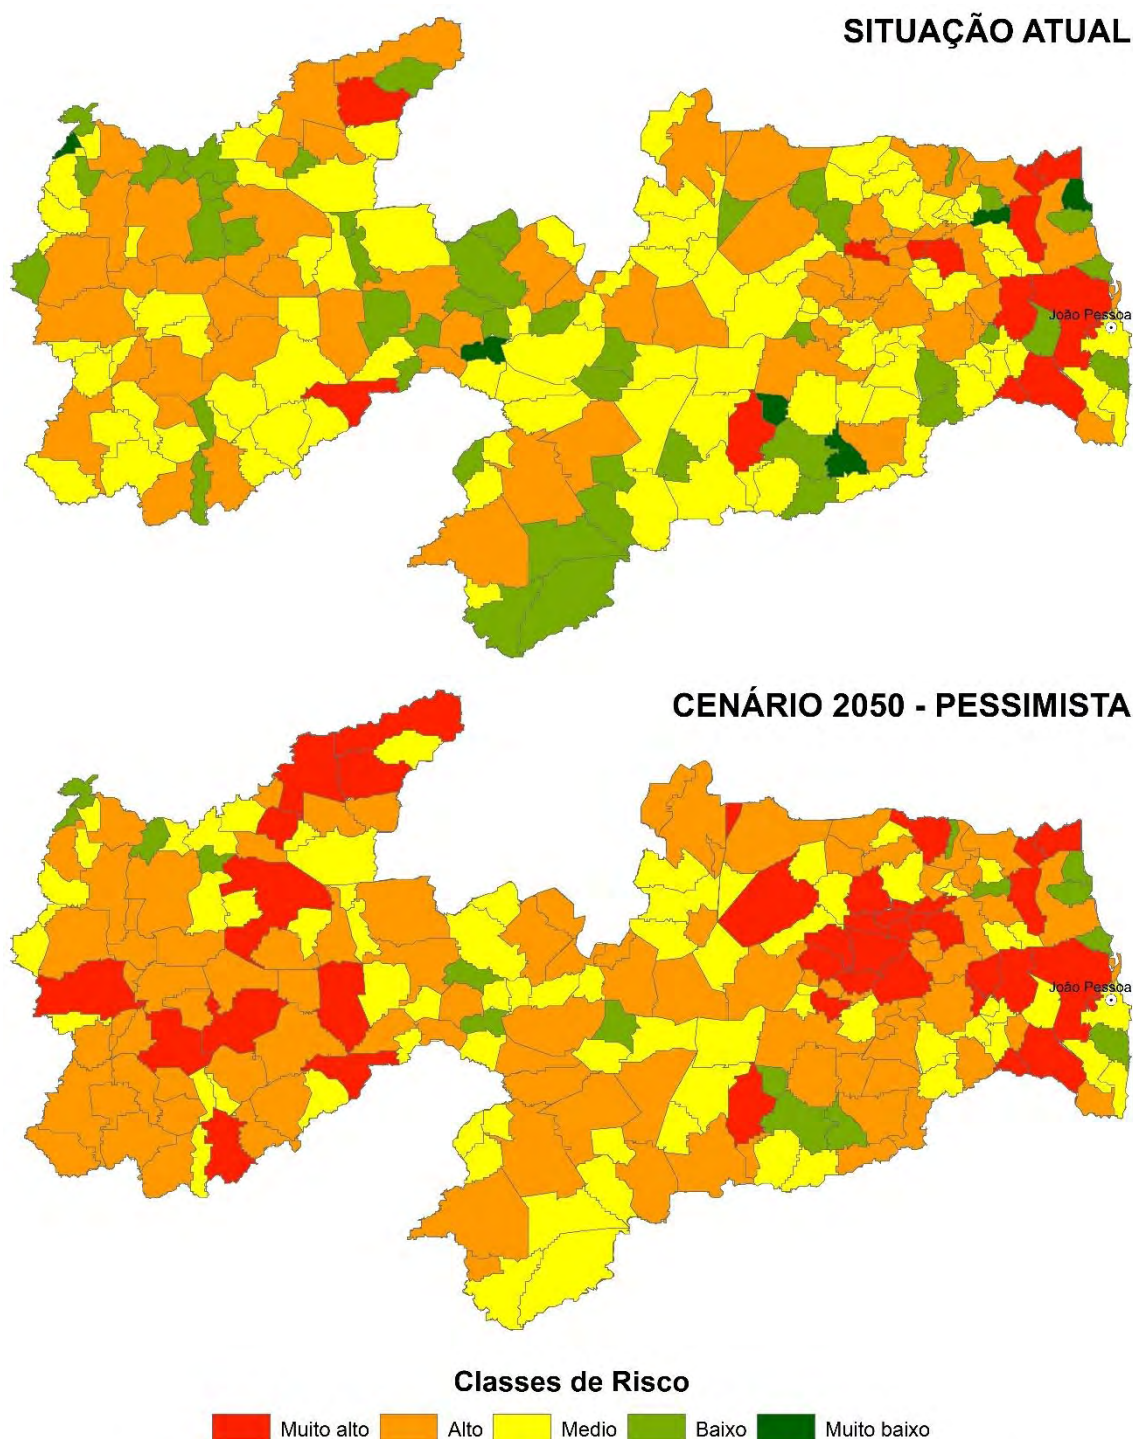 SITUAÇÃO ATUAL
João Pessoa
CENÁRIO 2050 - PESSIMISTA
João Pessoa
Classes de Risco
Muito alto Alto Medio Baixo Muito baixo